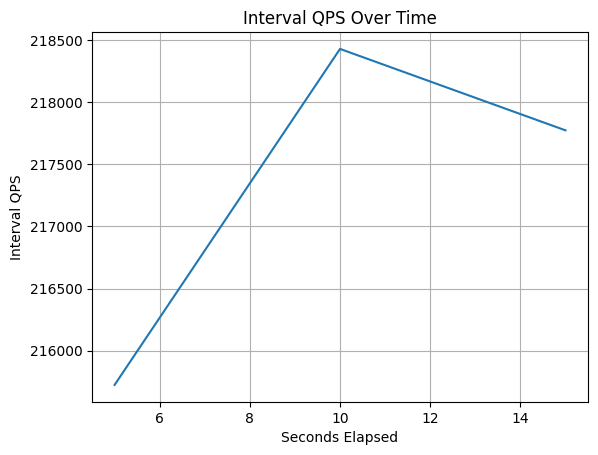 Interval QPS Over Time
218500
218000
217500
217000
216500
216000
Interval QPS
6 8 10 12 14
Seconds Elapsed